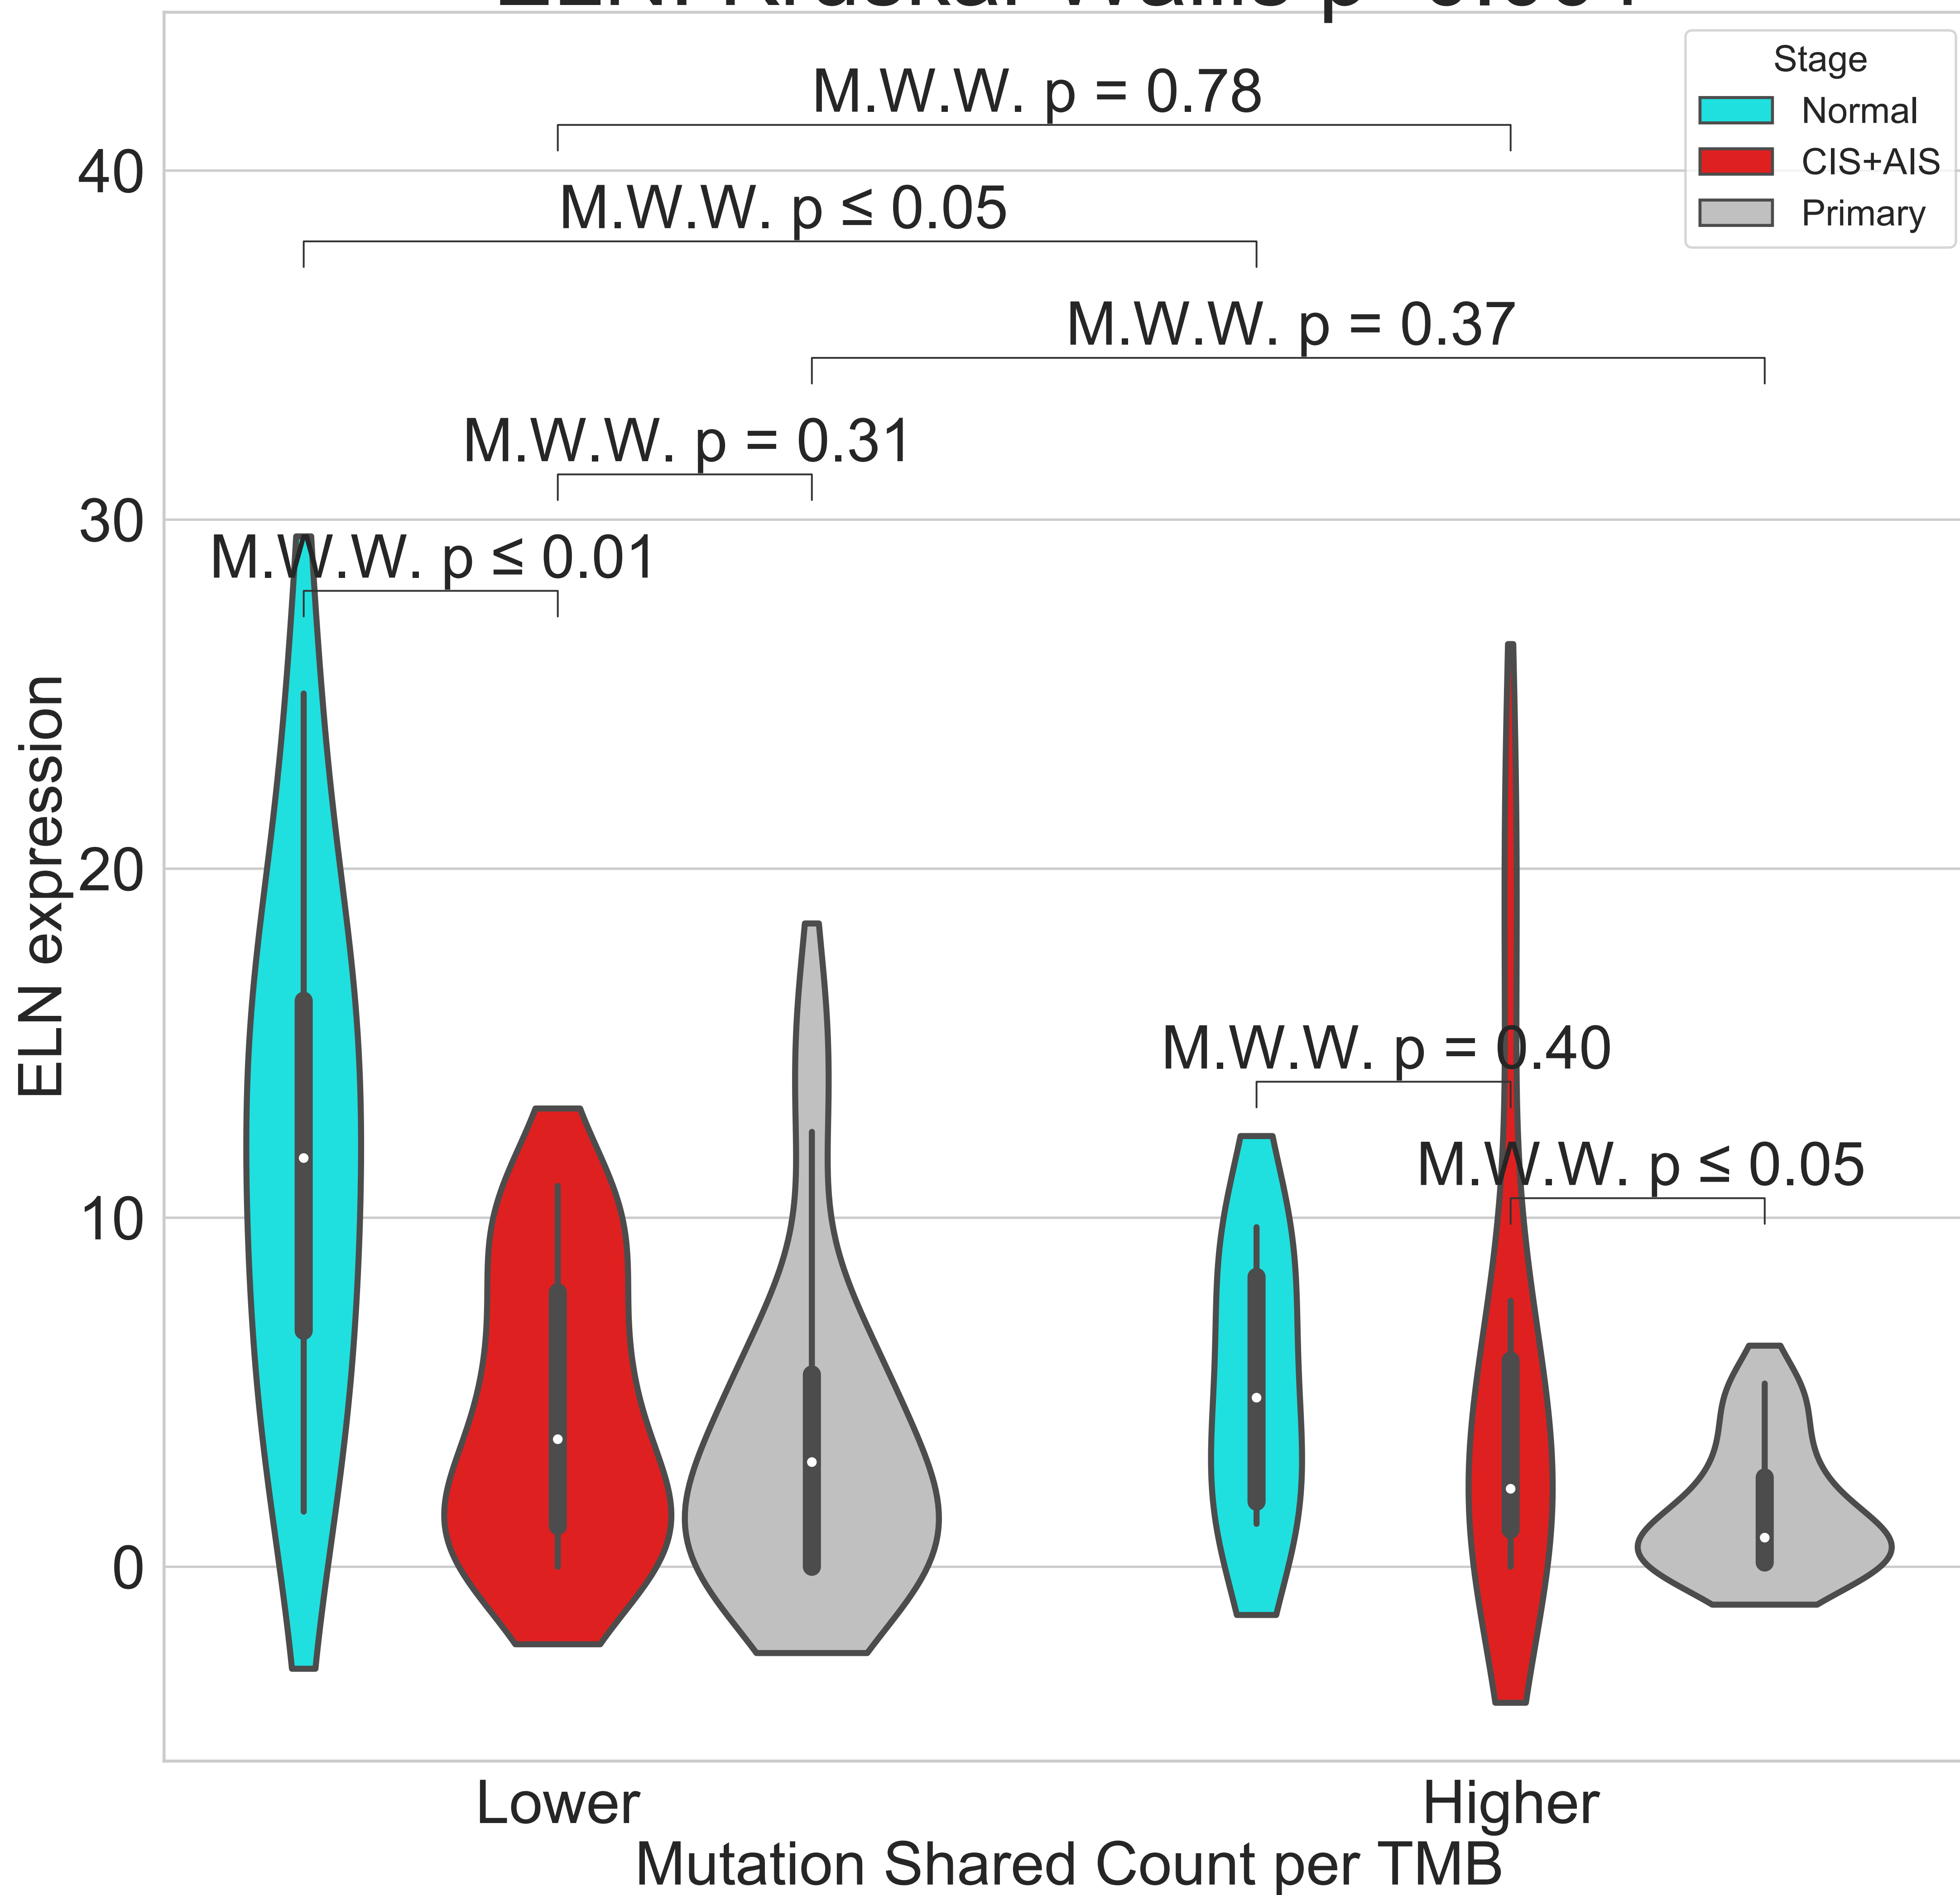 Stage
Normal
CIS+AIS
Primary
M.W.W. p = 0.78
M.W.W. p ≤ 0.05
M.W.W. p = 0.37
M.W.W. p = 0.31
M.W.W. p ≤ 0.01
M.W.W. p = 0.40
M.W.W. p ≤ 0.05
ELN expression
40
30
20
10
0
Lower
Higher
Mutation Shared Count per TMB